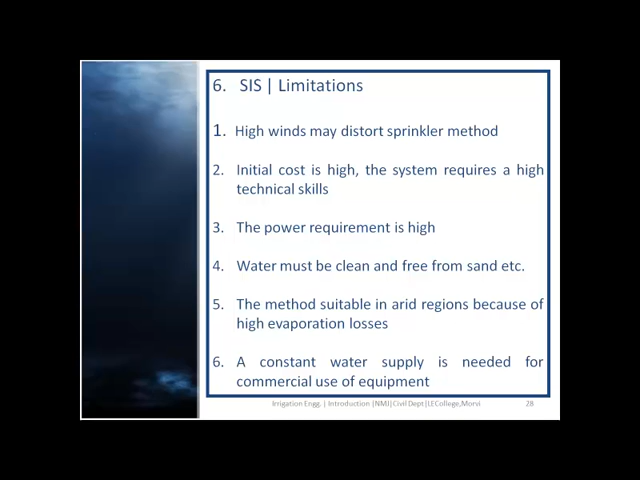 6. SIS | Limitations
1. High winds may distort sprinkler method
2. Initial cost is high, the system requires a high
technical skills
3. The power requirement is high
4. Water must be clean and free from sand etc.
5. The method suitable in arid regions because of
high evaporation losses
6. A constant water supply is needed for
commercial use of equipment
Irrigation Engg. | Introduction |NMJ|Civil Dept|LECollege,Morvi 28